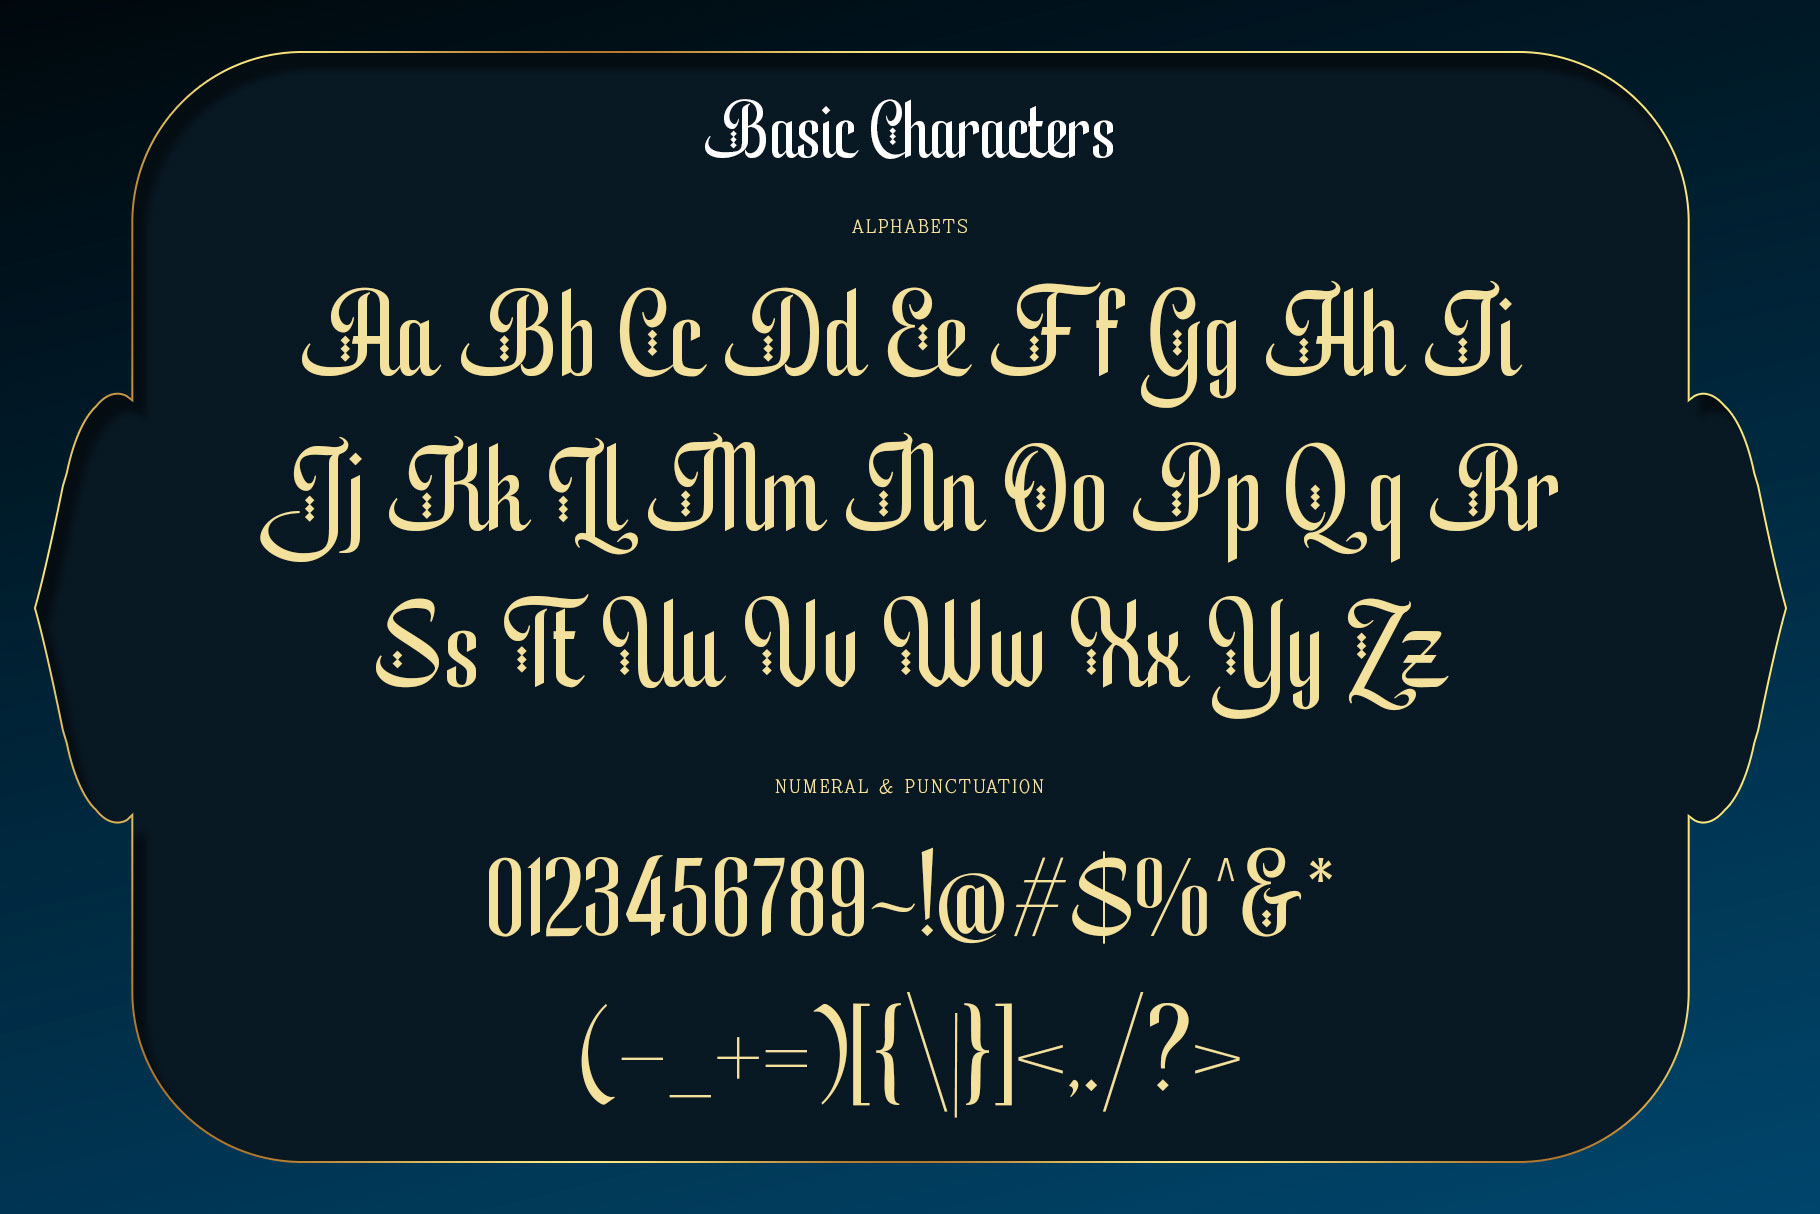 Basic Characters
ALPHABETS
Aa Bb Cc Dd Ee Ff Gg Hh Ii
Jj Kk Ll Mm Nn Oo Pp Qq Rr
Ss Tt Uu Vv Ww Xx Yy Zz
NUMERAL & PUNCTUATION
0123456789~!@#$%^&*
(-_+=)[{\|}]<,./?>